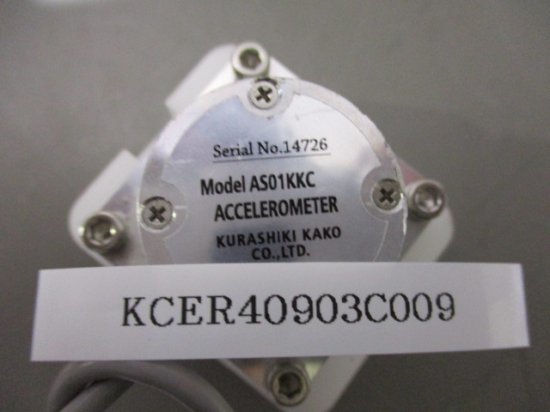 Serial No.14726
Model AS01KKC
ACCELEROMETER
KURASHIKI KAKO
CO.,LTD.
KCER40903C009